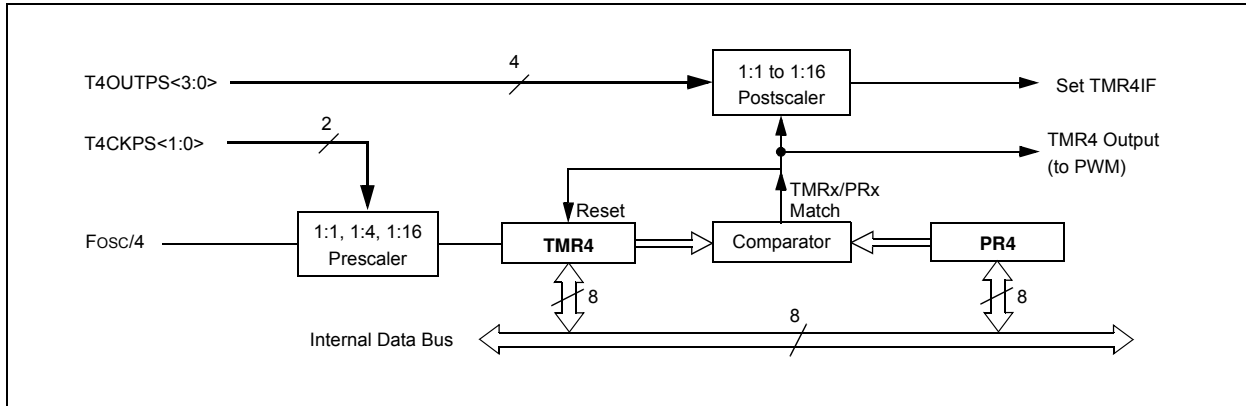 4
T4OUTPS<3:0>
1:1 to 1:16
Postscaler
Set TMR4IF
2
T4CKPS<1:0>
TMR4 Output
(to PWM)
TMRx/PRx
Match
Reset
FOSC/4
1:1, 1:4, 1:16
Prescaler
TMR4
Comparator
PR4
8
8
8
Internal Data Bus